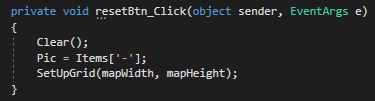 private void resetBtn_Click(object sender, EventArgs e)
{
    Clear();
    Pic = Items['-'];
    SetUpGrid(mapWidth, mapHeight);
}